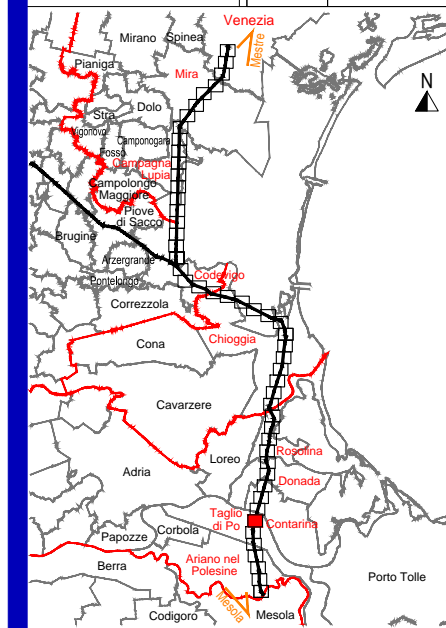 Venezia
Mestre
Mirano
Spinea
Pianiga
Mira
N
Dolo
Stra
Vigonovo
Camponogara
Fosso
Campagna
Lupia
Campolongo
Maggiore
Piove
di Sacco
Brugine
Arzergrande
Pontelongo
Codevigo
Correzzola
Chioggia
Cona
Cavarzere
Rosolina
Loreo
Adria
Donada
Taglio
di Po
Contarina
Corbola
Papozze
Ariano nel
Polesine
Berra
Porto Tolle
Mesola
Mesola
Codigoro